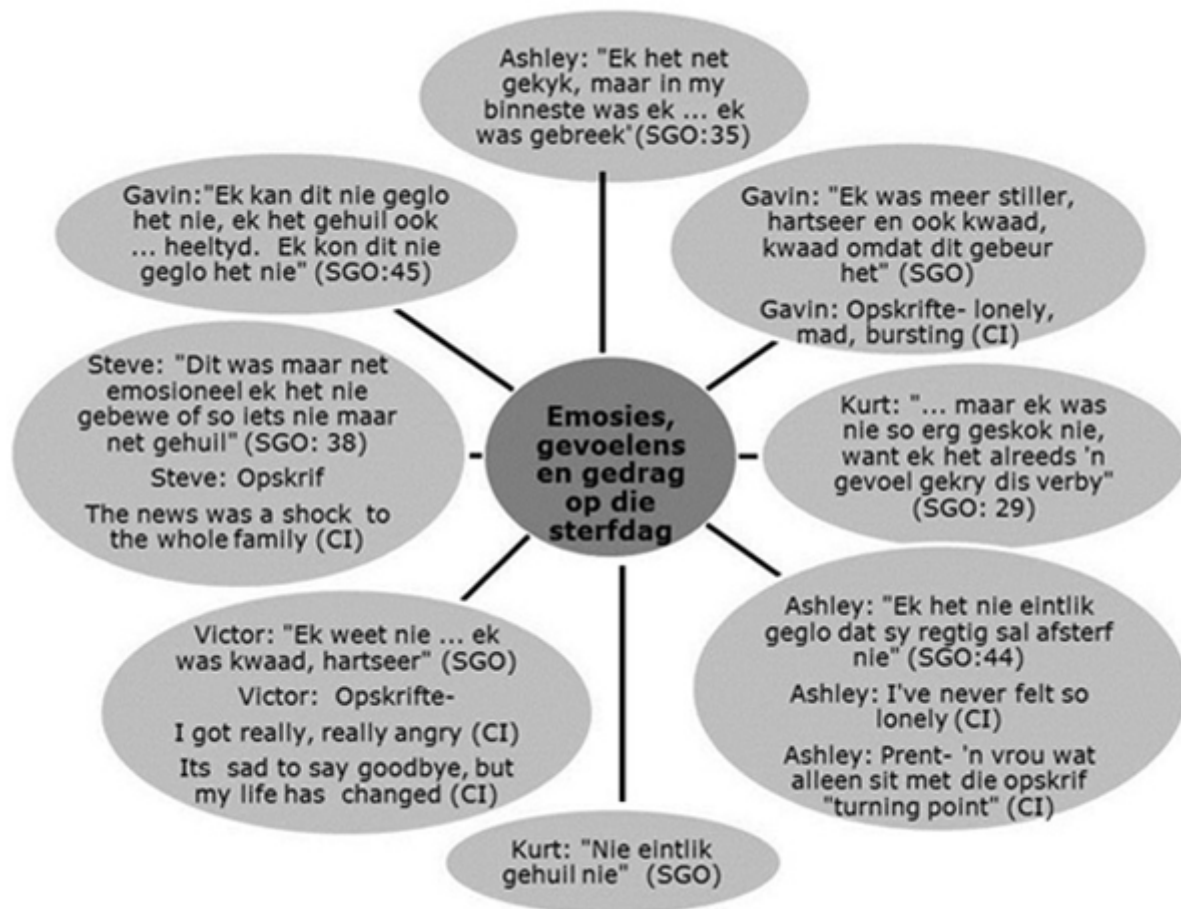 Ashley: "Ek het net
gekyk, maar in my
binneste was ek ... ek
was gebreek'(SGO:35)
Gavin:"Ek kan dit nie geglo
het nie, ek het gehuil ook
... heeltyd.  Ek kon dit nie
geglo het nie" (SGO:45)
Gavin: "Ek was meer stiller,
hartseer en ook kwaad,
kwaad omdat dit gebeur
het" (SGO)
Gavin: Opskrifte- lonely,
mad, bursting (CI)
Steve: "Dit was maar net
emosioneel ek het nie
gebewe of so iets nie maar
net gehuil" (SGO: 38)
Steve: Opskrif
The news was a shock  to
the whole family (CI)
Emosies,
gevoelens
en gedrag
op die
sterfdag
Kurt: "... maar ek was
nie so erg geskok nie,
want ek het alreeds 'n
gevoel gekry dis verby"
(SGO: 29)
Victor: "Ek weet nie ... ek
was kwaad, hartseer" (SGO)
Victor:  Opskrifte-
I got really, really angry (CI)
Its  sad to say goodbye, but
my life has  changed (CI)
Ashley: "Ek het nie eintlik
geglo dat sy regtig sal afsterf
nie" (SGO:44)
Ashley: I've never felt so
lonely (CI)
Ashley: Prent- 'n vrou wat
alleen sit met die opskrif
"turning point" (CI)
Kurt: "Nie eintlik
gehuil nie"  (SGO)